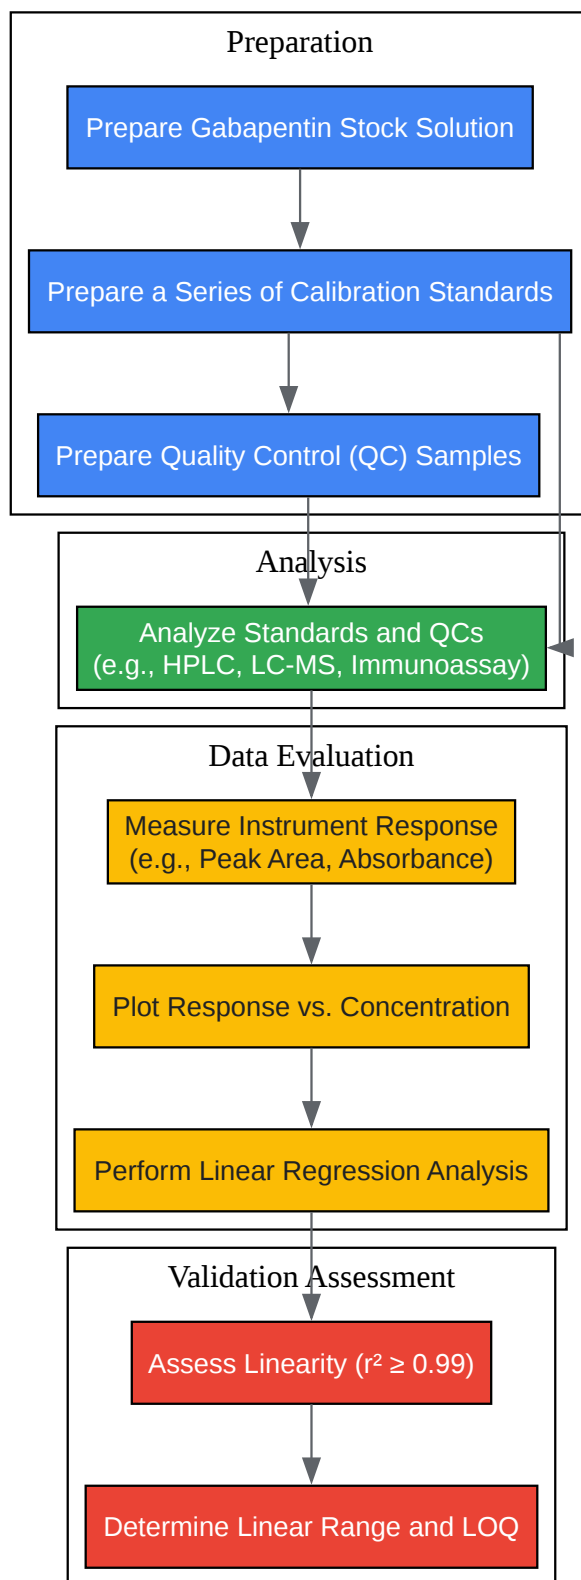 Preparation
Prepare Gabapentin Stock Solution
Prepare a Series of Calibration Standards
Prepare Quality Control (QC) Samples
Analysis
Analyze Standards and QCs
(e.g., HPLC, LC-MS, Immunoassay)
Data Evaluation
Measure Instrument Response
(e.g., Peak Area, Absorbance)
Plot Response vs. Concentration
Perform Linear Regression Analysis
Validation Assessment
Assess Linearity (r² ≥ 0.99)
Determine Linear Range and LOQ